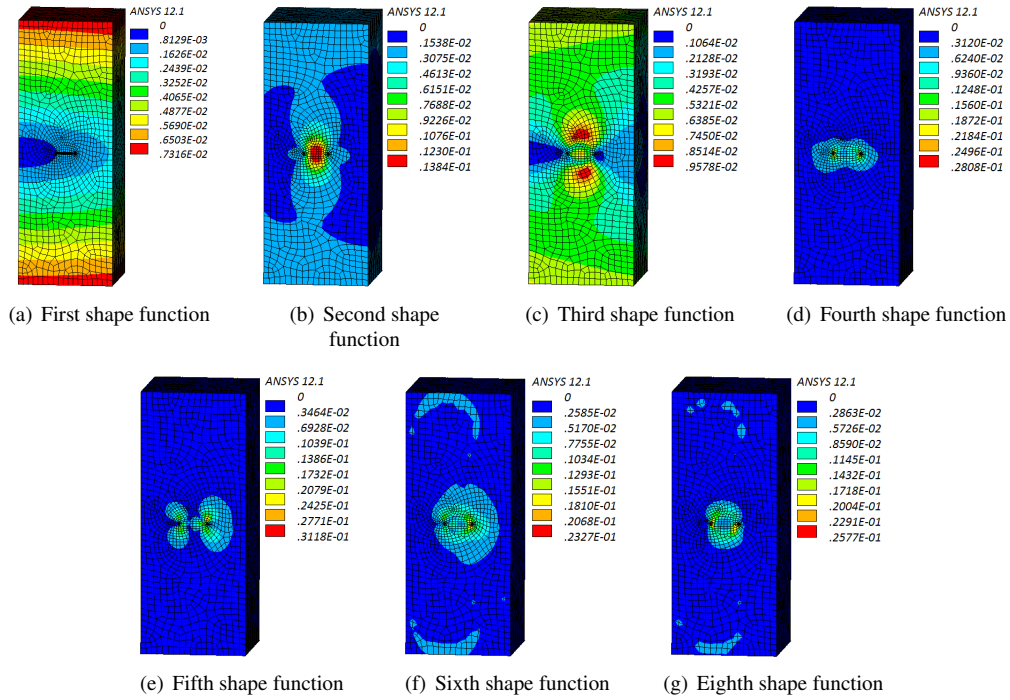 ANSYS 12.1
0
.8129E-03
.1626E-02
.2439E-02
.3252E-02
.4065E-02
.4877E-02
.5690E-02
.6503E-02
.7316E-02
(a) First shape function
ANSYS 12.1
0
.1538E-02
.3075E-02
.4613E-02
.6151E-02
.7688E-02
.9226E-02
.1076E-01
.1230E-01
.1384E-01
(b) Second shape
function
ANSYS 12.1
0
.1064E-02
.2128E-02
.3193E-02
.4257E-02
.5321E-02
.6385E-02
.7450E-02
.8514E-02
.9578E-02
(c) Third shape function
ANSYS 12.1
0
.3120E-02
.6240E-02
.9360E-02
.1248E-01
.1560E-01
.1872E-01
.2184E-01
.2496E-01
.2808E-01
(d) Fourth shape function
ANSYS 12.1
0
.3464E-02
.6928E-02
.1039E-01
.1386E-01
.1732E-01
.2079E-01
.2425E-01
.2771E-01
.3118E-01
(e) Fifth shape function
ANSYS 12.1
0
.2585E-02
.5170E-02
.7755E-02
.1034E-01
.1293E-01
.1551E-01
.1810E-01
.2068E-01
.2327E-01
(f) Sixth shape function
ANSYS 12.1
0
.2863E-02
.5726E-02
.8590E-02
.1145E-01
.1432E-01
.1718E-01
.2004E-01
.2291E-01
.2577E-01
(g) Eighth shape function